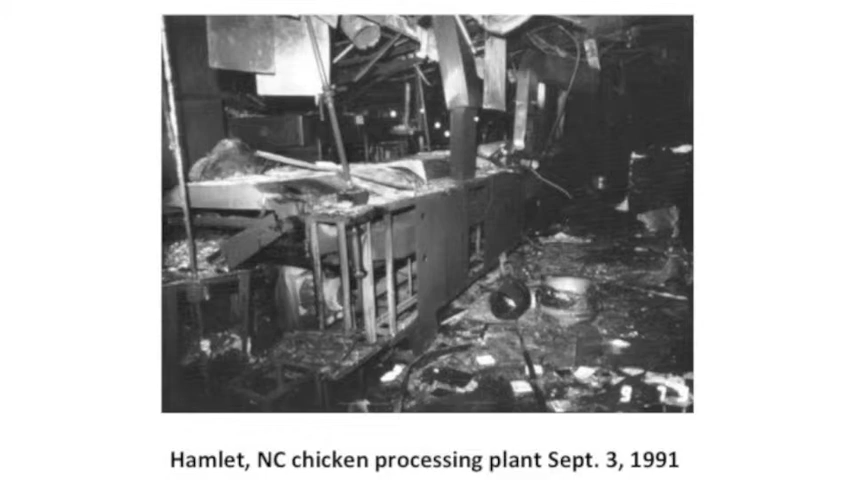 Hamlet, NC chicken processing plant Sept. 3, 1991